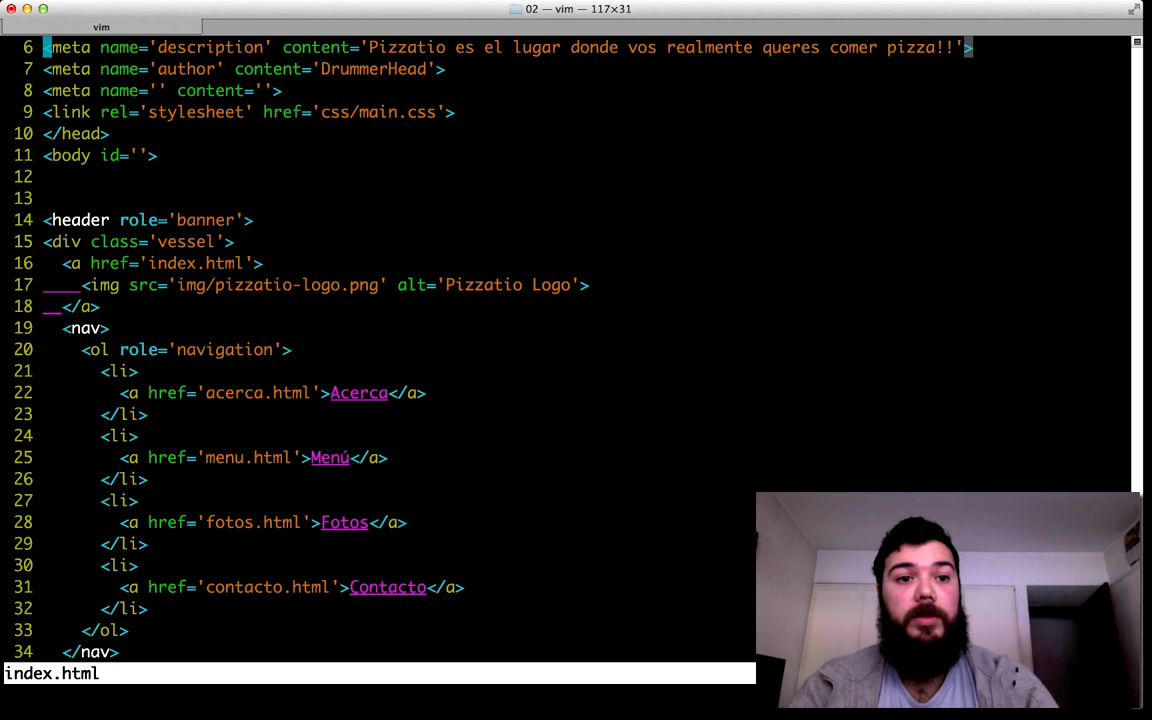 02 — vim — 117×31
vim
6 <meta name='description' content='Pizzatio es el lugar donde vos realmente queres comer pizza!!'>
7 <meta name='author' content='DrummerHead'>
8 <meta name='' content=''>
9 <link rel='stylesheet' href='css/main.css'>
10 </head>
11 <body id=''>
12
13
14 <header role='banner'>
15 <div class='vessel'>
16   <a href='index.html'>
17     <img src='img/pizzatio-logo.png' alt='Pizzatio Logo'>
18   </a>
19   <nav>
20     <ol role='navigation'>
21       <li>
22         <a href='acerca.html'>Acerca</a>
23       </li>
24       <li>
25         <a href='menu.html'>Menú</a>
26       </li>
27       <li>
28         <a href='fotos.html'>Fotos</a>
29       </li>
30       <li>
31         <a href='contacto.html'>Contacto</a>
32       </li>
33     </ol>
34   </nav>
index.html